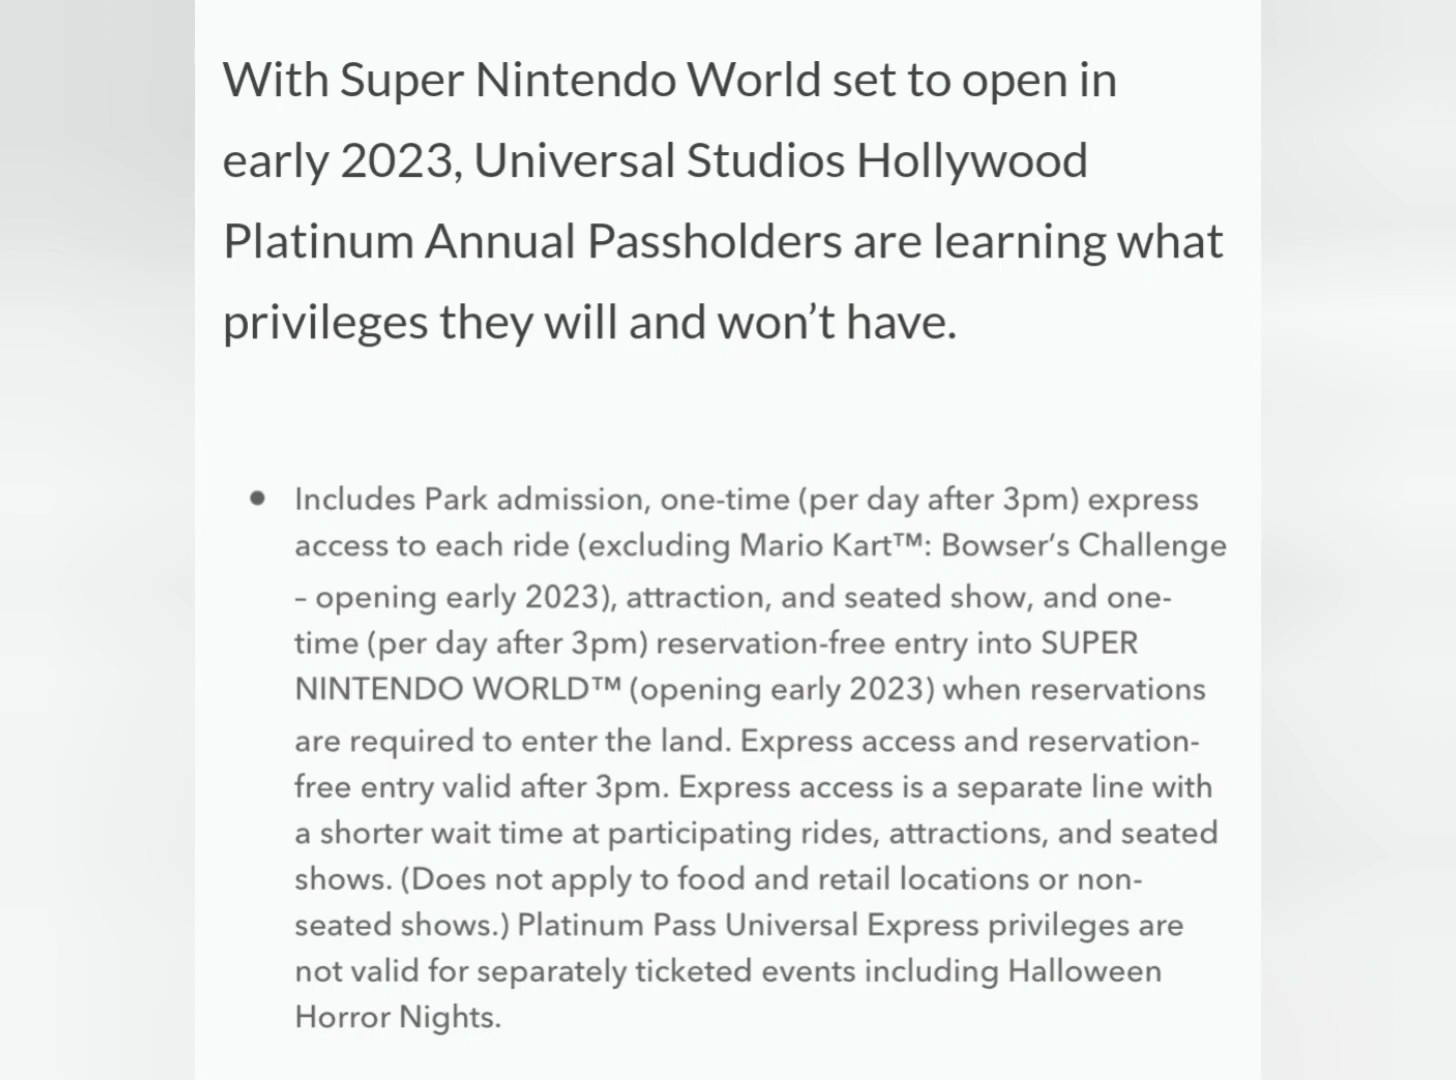 With Super Nintendo World set to open in
early 2023, Universal Studios Hollywood
Platinum Annual Passholders are learning what
privileges they will and won’t have.
● Includes Park admission, one-time (per day after 3pm) express
access to each ride (excluding Mario Kart™: Bowser’s Challenge
– opening early 2023), attraction, and seated show, and one-
time (per day after 3pm) reservation-free entry into SUPER
NINTENDO WORLD™ (opening early 2023) when reservations
are required to enter the land. Express access and reservation-
free entry valid after 3pm. Express access is a separate line with
a shorter wait time at participating rides, attractions, and seated
shows. (Does not apply to food and retail locations or non-
seated shows.) Platinum Pass Universal Express privileges are
not valid for separately ticketed events including Halloween
Horror Nights.